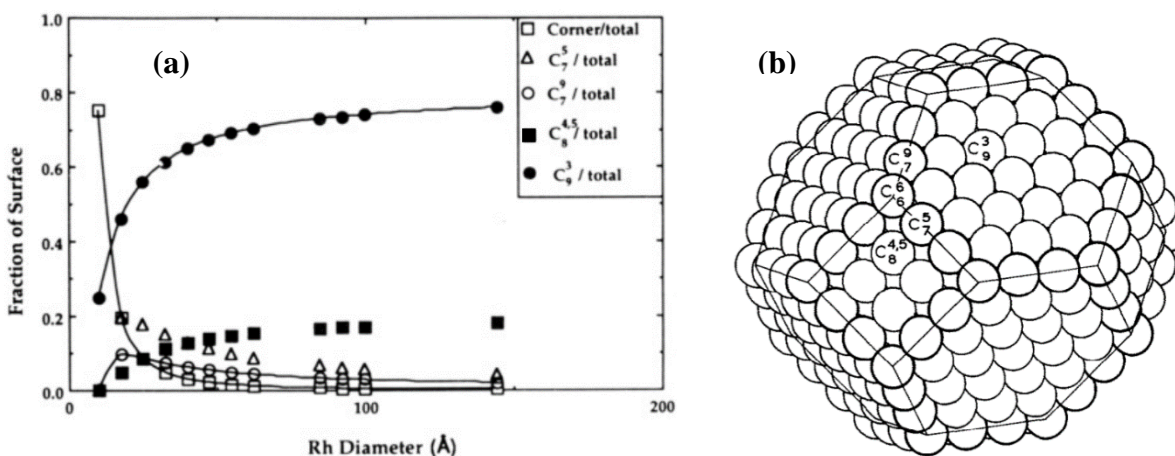 (a)
Fraction of Surface
1.0
0.8
0.6
0.4
0.2
0.0
0
100
200
Rh Diameter (Å)
Corner/total
C₇⁵ / total
C₇⁹ / total
C₈⁴,⁵ / total
C₉³ / total
(b)
C₇⁹
C₉³
C₆⁶
C₇⁵
C₈⁴,⁵